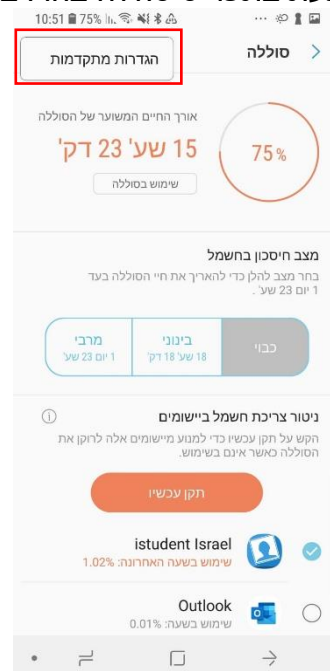 10:51 75%
הגדרות מתקדמות
סוללה
אורך החיים המשוער של הסוללה
15 שע' 23 דק'
שימוש בסוללה
75%
מצב חיסכון בחשמל
בחר מצב להלן כדי להאריך את חיי הסוללה בעד
1 יום 23 שע' .
כבוי
בינוני
18 שע' 18 דק'
מרבי
1 יום 23 שע'
ניטור צריכת חשמל ביישומים
הקש על תקן עכשיו כדי למנוע מיישומים אלה לרוקן את
הסוללה כאשר אינם בשימוש.
תקן עכשיו
istudent Israel
שימוש בשעה האחרונה: 1.02%
Outlook
שימוש בשעה: 0.01%